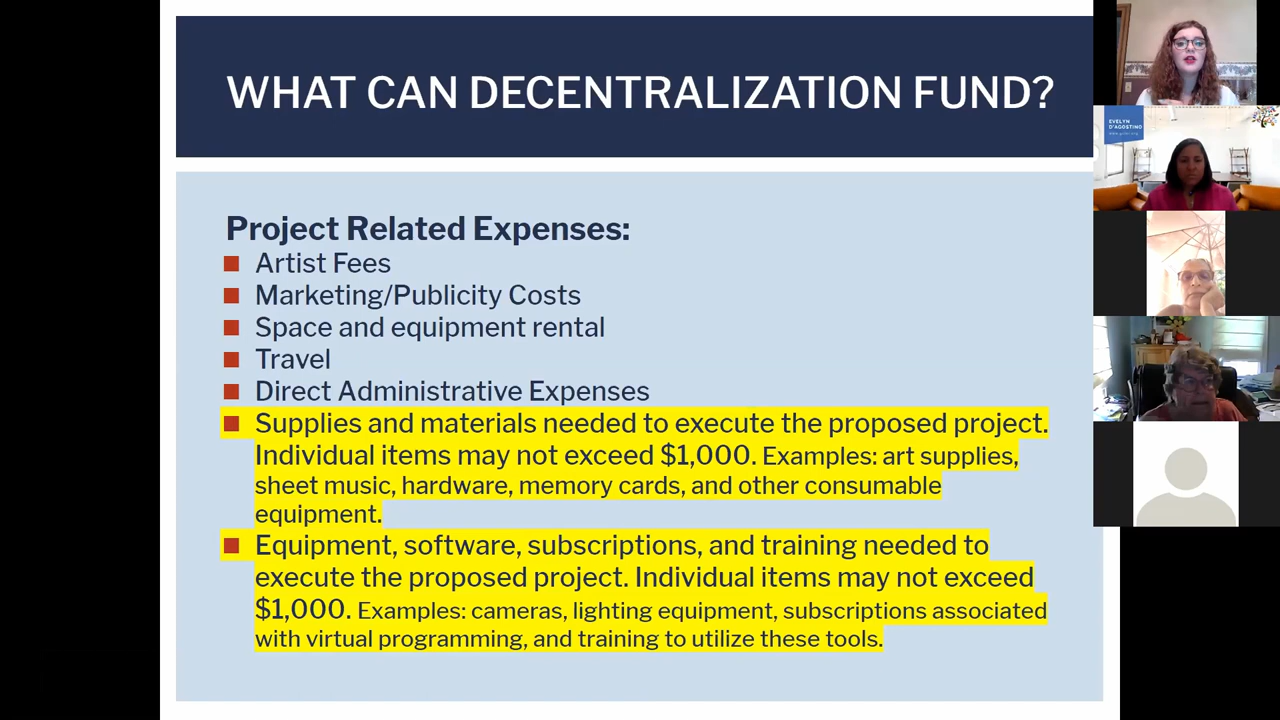 WHAT CAN DECENTRALIZATION FUND?
Project Related Expenses:
Artist Fees
Marketing/Publicity Costs
Space and equipment rental
Travel
Direct Administrative Expenses
Supplies and materials needed to execute the proposed project.
Individual items may not exceed $1,000. Examples: art supplies,
sheet music, hardware, memory cards, and other consumable
equipment.
Equipment, software, subscriptions, and training needed to
execute the proposed project. Individual items may not exceed
$1,000. Examples: cameras, lighting equipment, subscriptions associated
with virtual programming, and training to utilize these tools.
EVELYN
D'AGOSTINO